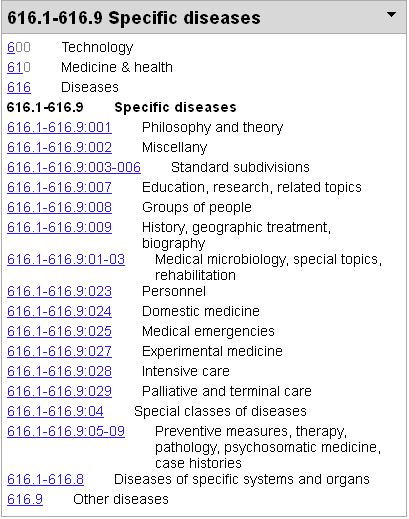 616.1-616.9 Specific diseases
600 Technology
610 Medicine & health
616 Diseases
616.1-616.9 Specific diseases
616.1-616.9:001 Philosophy and theory
616.1-616.9:002 Miscellany
616.1-616.9:003-006 Standard subdivisions
616.1-616.9:007 Education, research, related topics
616.1-616.9:008 Groups of people
616.1-616.9:009 History, geographic treatment,
biography
616.1-616.9:01-03 Medical microbiology, special topics,
rehabilitation
616.1-616.9:023 Personnel
616.1-616.9:024 Domestic medicine
616.1-616.9:025 Medical emergencies
616.1-616.9:027 Experimental medicine
616.1-616.9:028 Intensive care
616.1-616.9:029 Palliative and terminal care
616.1-616.9:04 Special classes of diseases
616.1-616.9:05-09 Preventive measures, therapy,
pathology, psychosomatic medicine,
case histories
616.1-616.8 Diseases of specific systems and organs
616.9 Other diseases